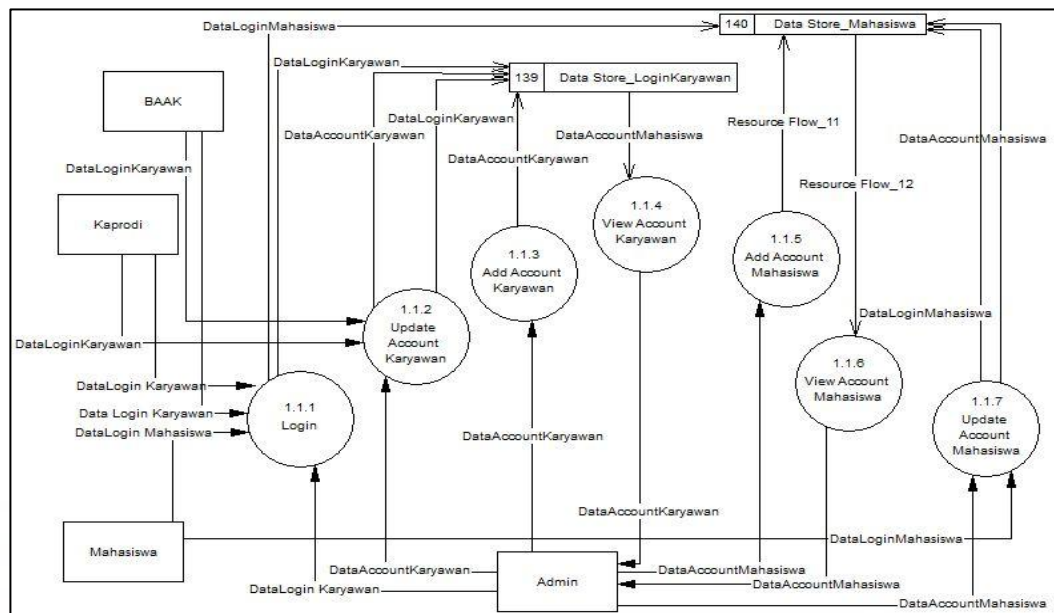 DataLoginMahasiswa
140 Data Store_Mahasiswa
DataLoginKaryawan
139 Data Store_LoginKaryawan
BAAK
DataLoginKaryawan
DataAccountKaryawan
DataAccountMahasiswa
Resource Flow_11
DataAccountMahasiswa
DataAccountKaryawan
DataLoginKaryawan
Resource Flow_12
Kaprodi
1.1.4
View Account
Karyawan
1.1.3
Add Account
Karyawan
1.1.5
Add Account
Mahasiswa
1.1.2
Update
Account
Karyawan
DataLoginKaryawan
DataLoginMahasiswa
1.1.6
View Account
Mahasiswa
DataLogin Karyawan
Data Login Karyawan
DataLogin Mahasiswa
1.1.1
Login
1.1.7
Update
Account
Mahasiswa
DataAccountKaryawan
DataAccountKaryawan
DataLoginMahasiswa
Mahasiswa
Admin
DataAccountKaryawan
DataAccountMahasiswa
DataLogin Karyawan
DataAccountMahasiswa
DataAccountMahasiswa